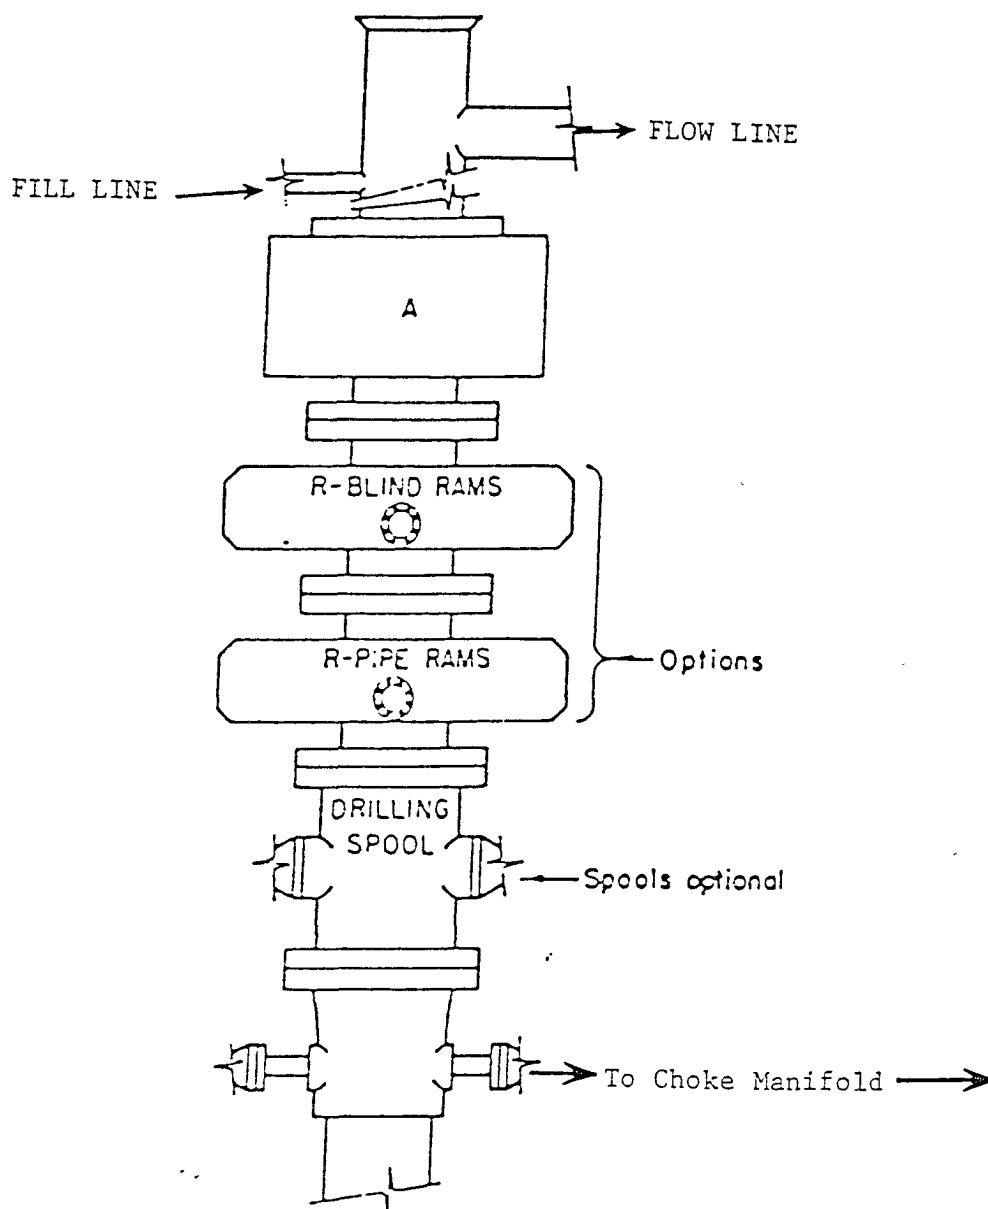 FLOW LINE
FILL LINE
A
R-BLIND RAMS
R-PIPE RAMS
Options
DRILLING
SPOOL
Spools optional
To Choke Manifold